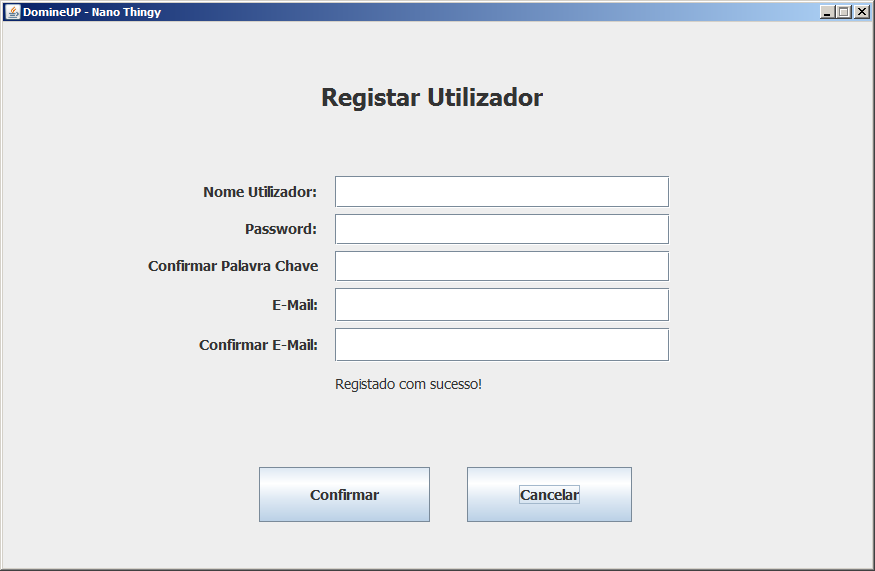 DomineUP - Nano Thingy
Registar Utilizador
Nome Utilizador:
Password:
Confirmar Palavra Chave
E-Mail:
Confirmar E-Mail:
Registado com sucesso!
Confirmar
Cancelar